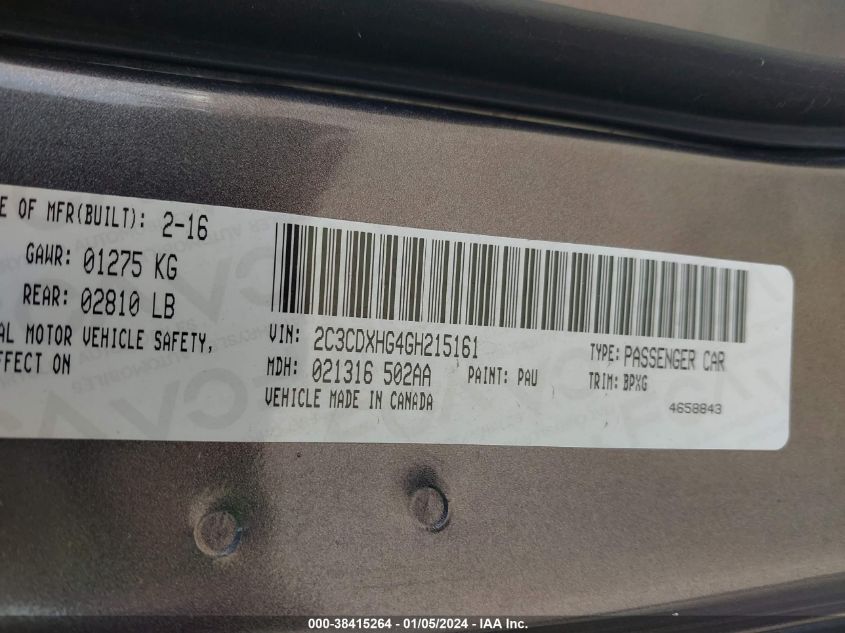 E OF MFR(BUILT): 2-16
GAWR: 01275 KG
REAR: 02810 LB
AL MOTOR VEHICLE SAFETY,
EFFECT ON
VIN: 2C3CDXHG4GH215161
TYPE: PASSENGER CAR
MDH: 021316 502AA PAINT: PAU
TRIM: BPXG
VEHICLE MADE IN CANADA
4658843
000-38415264 - 01/05/2024 - IAA Inc.